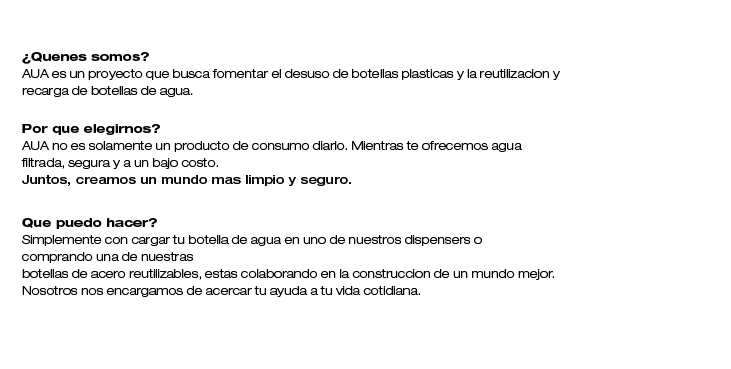 ¿Quenes somos?
AUA es un proyecto que busca fomentar el desuso de botellas plasticas y la reutilizacion y
recarga de botellas de agua.
Por que elegirnos?
AUA no es solamente un producto de consumo diario. Mientras te ofrecemos agua
filtrada, segura y a un bajo costo.
Juntos, creamos un mundo mas limpio y seguro.
Que puedo hacer?
Simplemente con cargar tu botella de agua en uno de nuestros dispensers o
comprando una de nuestras
botellas de acero reutilizables, estas colaborando en la construccion de un mundo mejor.
Nosotros nos encargamos de acercar tu ayuda a tu vida cotidiana.